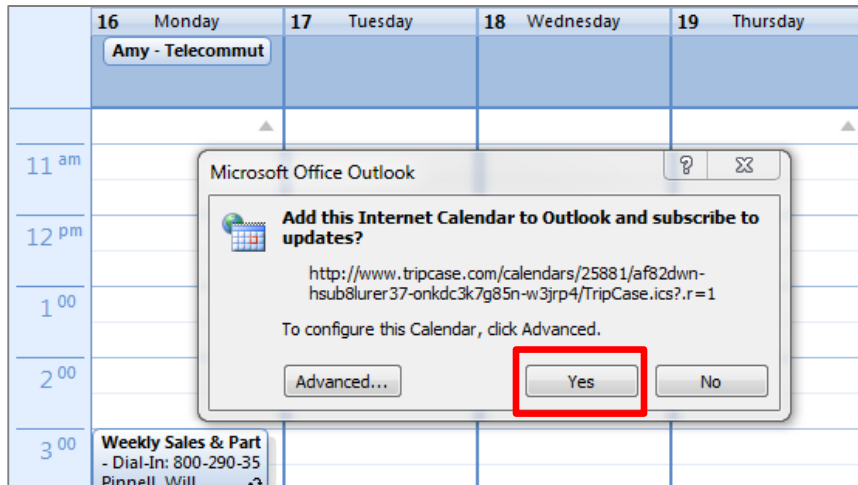 16 Monday 17 Tuesday 18 Wednesday 19 Thursday
Amy - Telecommut
11 am
Microsoft Office Outlook
Add this Internet Calendar to Outlook and subscribe to
updates?
12 pm
http://www.tripcase.com/calendars/25881/af82dwn-
hsub8lurer37-onkdc3k7g85n-w3jrp4/TripCase.ics?.r=1
1 00
To configure this Calendar, click Advanced.
2 00
Advanced... Yes No
3 00
Weekly Sales & Part
- Dial-In: 800-290-35
Pinnell, Will